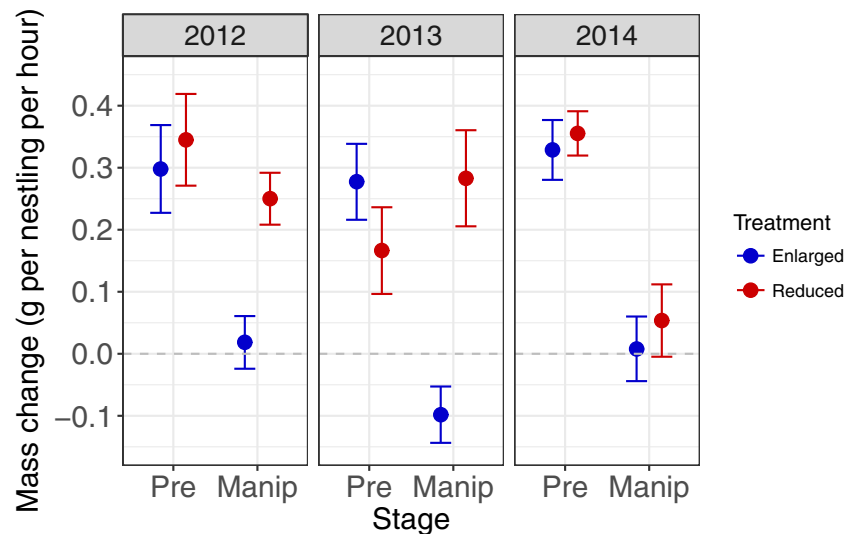 2012 2013 2014
Mass change (g per nestling per hour)
0.4
0.3
0.2
0.1
0.0
−0.1
Pre Manip Pre Manip Pre Manip
Stage
Treatment
Enlarged
Reduced